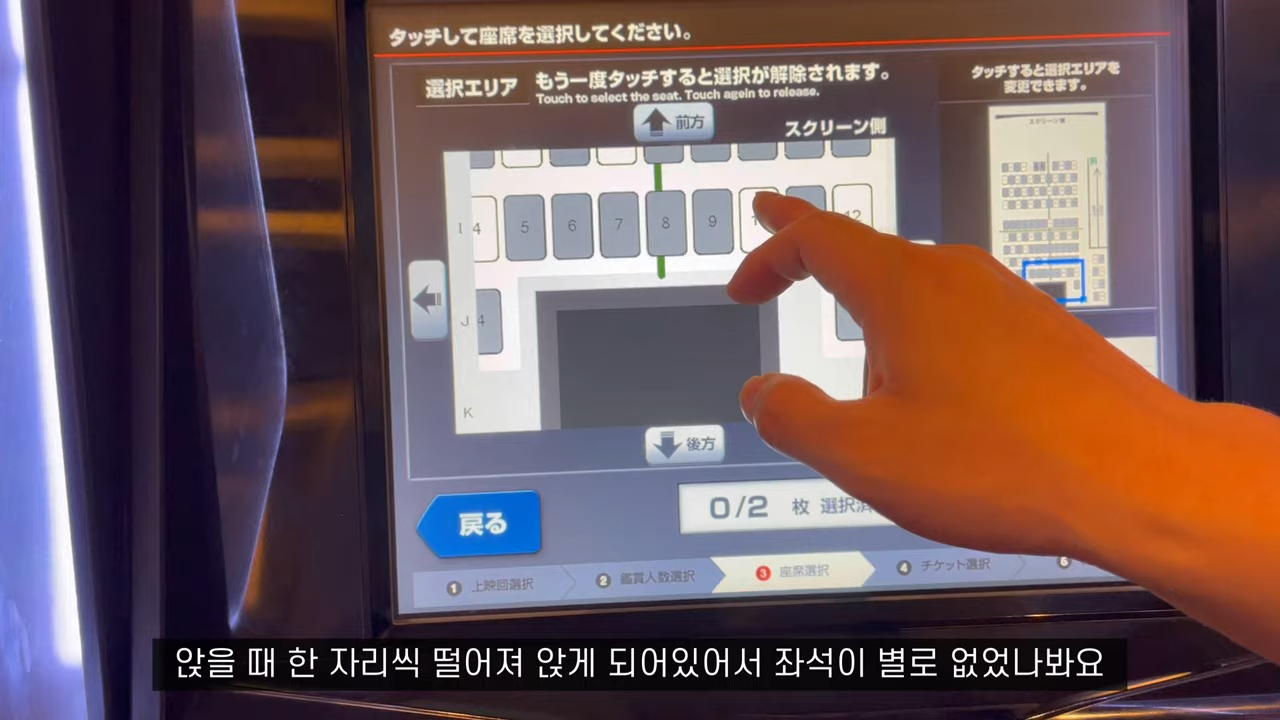 タッチして座席を選択してください。
選択エリア
もう一度タッチすると選択が解除されます。
Touch to select the seat. Touch agein to release.
タッチすると選択エリアを
変更できます。
前方
スクリーン側
スクリーン側
I 4 5 6 7 8 9 12
J 4
K
後方
戻る
0/2 枚 選択済
1 上映回選択 2 鑑賞人数選択 3 座席選択 4 チケット選択 5
앉을 때 한 자리씩 떨어져 앉게 되어있어서 좌석이 별로 없었나봐요